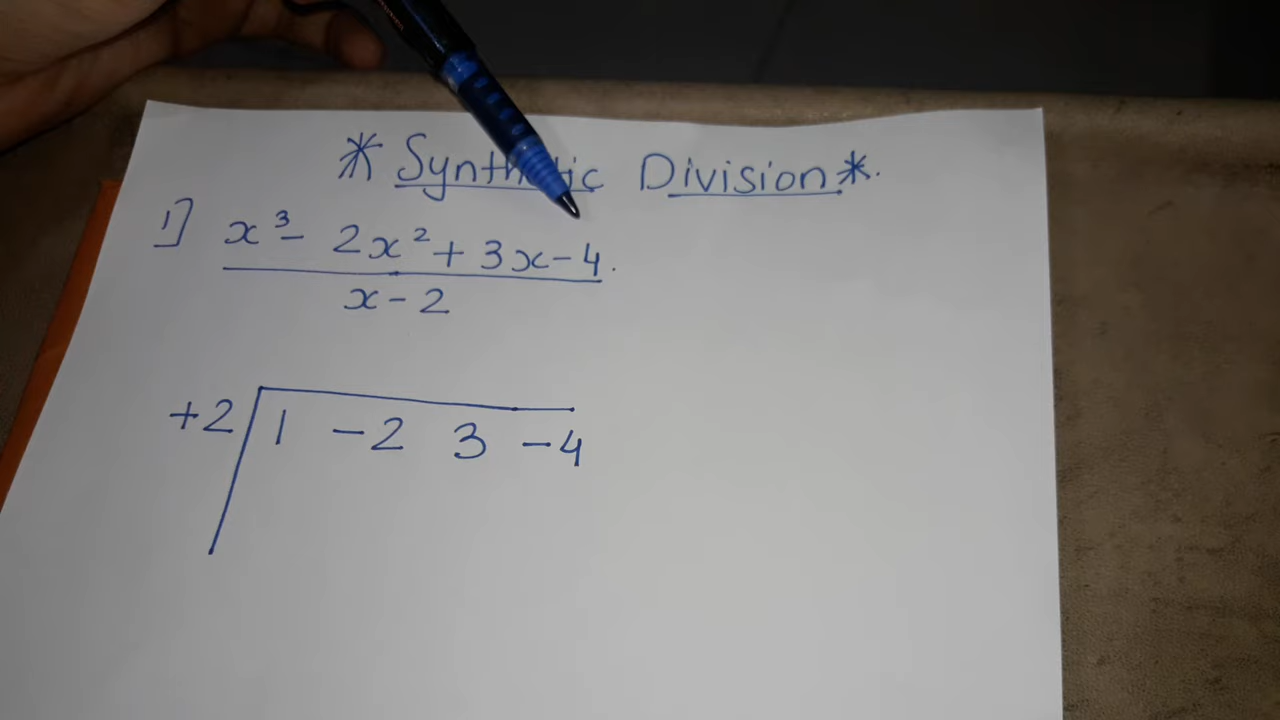 * Synthetic Division *.
1] x³ - 2x² + 3x - 4.
x - 2
+2 1 -2 3 -4